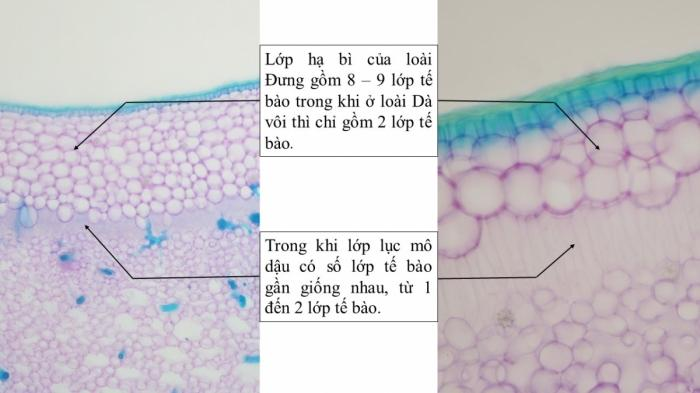 Lớp hạ bì của loài
Đưng gồm 8 – 9 lớp tế
bào trong khi ở loài Dà
vôi thì chỉ gồm 2 lớp tế
bào.
Trong khi lớp lục mô
dậu có số lớp tế bào
gần giống nhau, từ 1
đến 2 lớp tế bào.